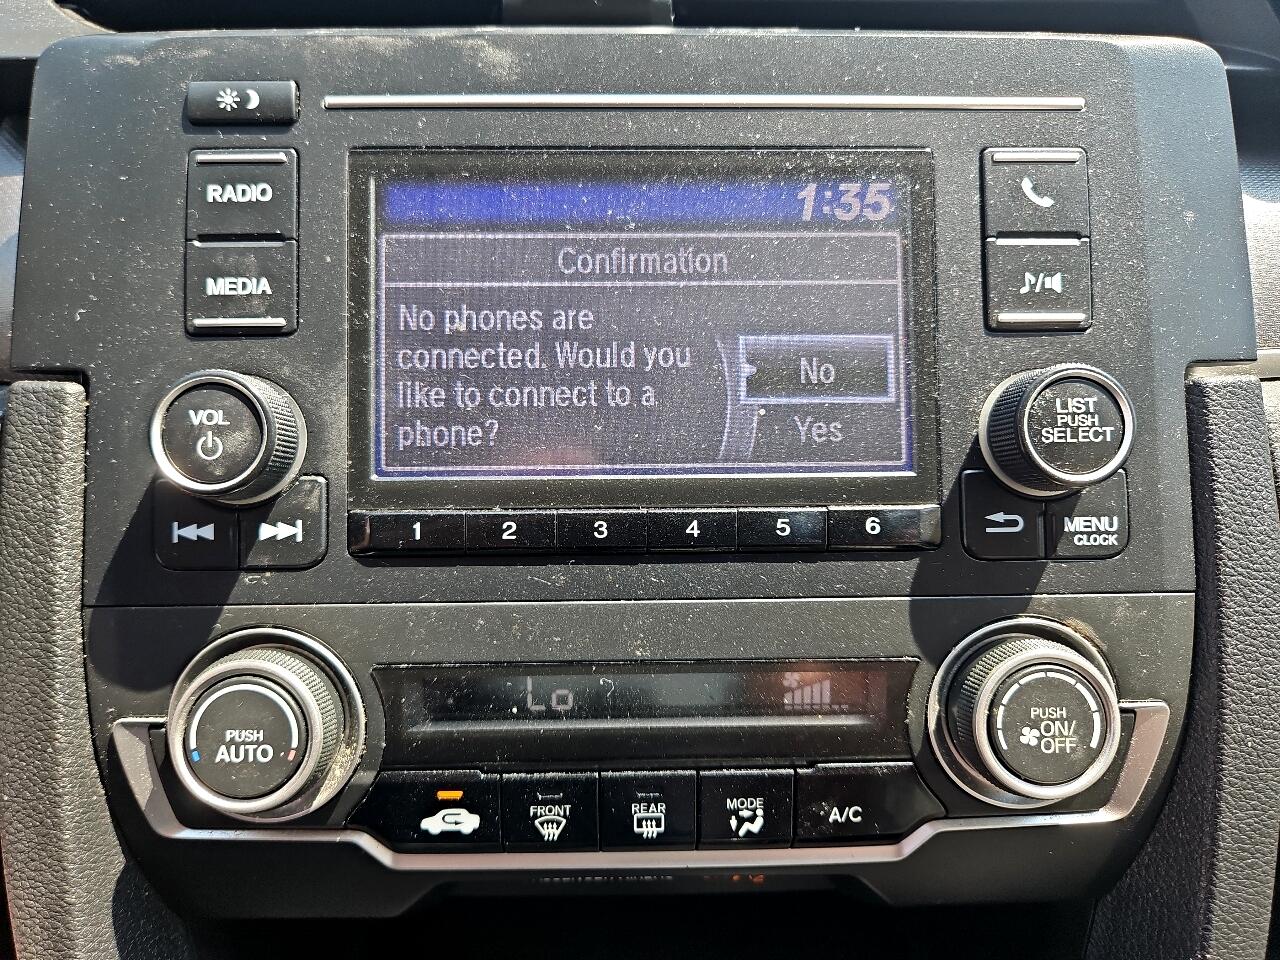 RADIO
MEDIA
1:35
Confirmation
No phones are
connected. Would you
like to connect to a
phone?
No
Yes
VOL
LIST
PUSH
SELECT
1 2 3 4 5 6
MENU
CLOCK
Lo
PUSH
AUTO
PUSH
ON/
OFF
FRONT
REAR
MODE
A/C